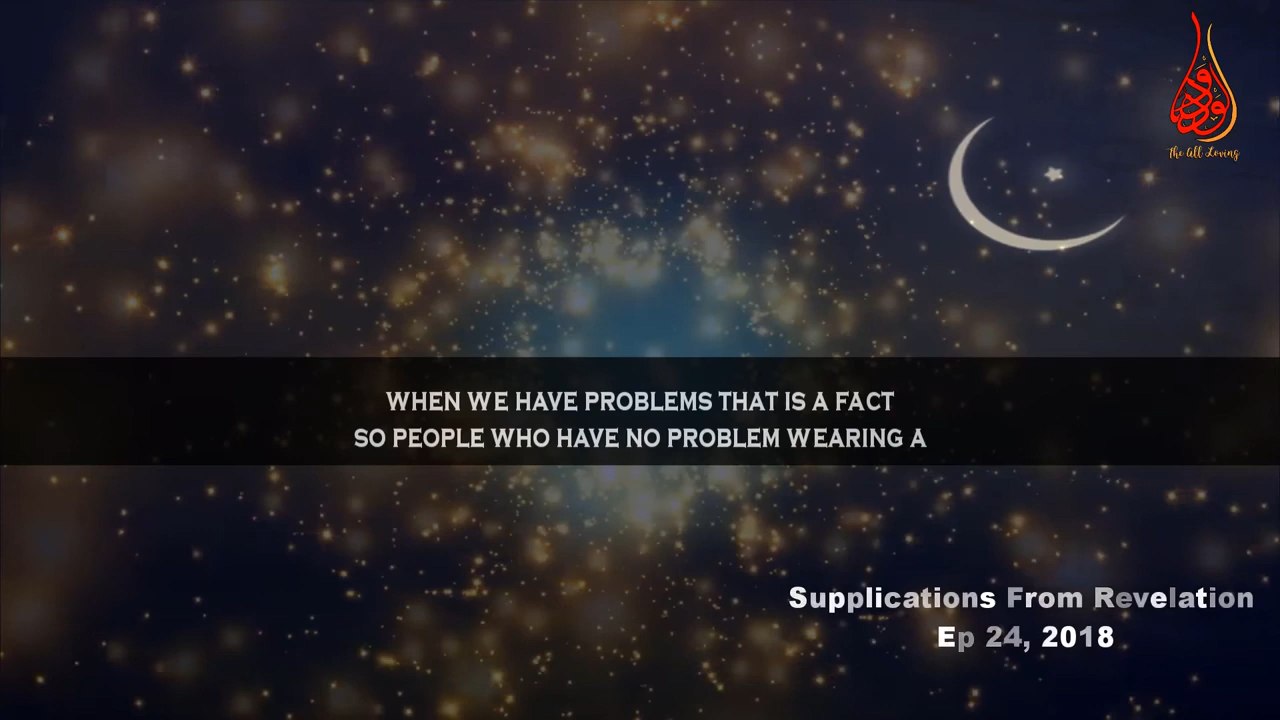 الودود
The All Loving
WHEN WE HAVE PROBLEMS THAT IS A FACT
SO PEOPLE WHO HAVE NO PROBLEM WEARING A
Supplications From Revelation
Ep 24, 2018